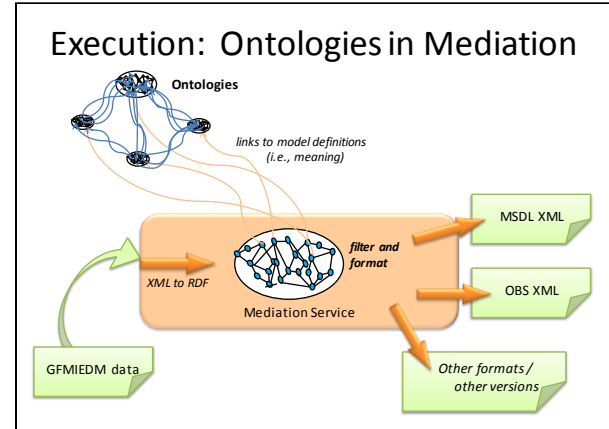 Execution: Ontologies in Mediation
Ontologies
links to model definitions
(i.e., meaning)
MSDL XML
filter and
format
XML to RDF
OBS XML
Mediation Service
GFMIEDM data
Other formats /
other versions